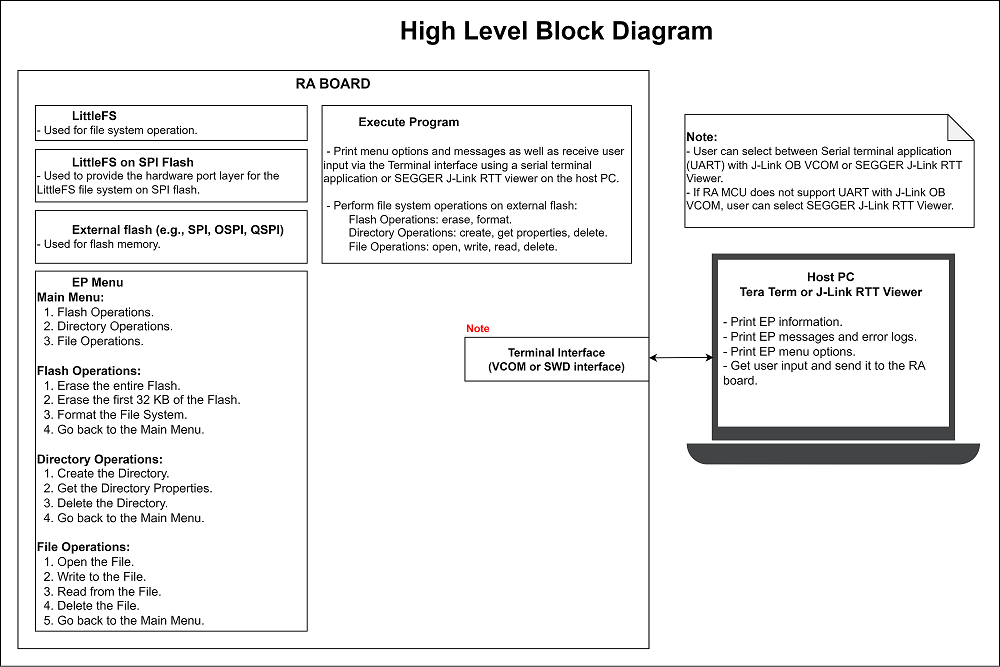 High Level Block Diagram
RA BOARD
LittleFS
- Used for file system operation.
LittleFS on SPI Flash
- Used to provide the hardware port layer for the
LittleFS file system on SPI flash.
External flash (e.g., SPI, OSPI, QSPI)
- Used for flash memory.
EP Menu
Main Menu:
1. Flash Operations.
2. Directory Operations.
3. File Operations.
Flash Operations:
1. Erase the entire Flash.
2. Erase the first 32 KB of the Flash.
3. Format the File System.
4. Go back to the Main Menu.
Directory Operations:
1. Create the Directory.
2. Get the Directory Properties.
3. Delete the Directory.
4. Go back to the Main Menu.
File Operations:
1. Open the File.
2. Write to the File.
3. Read from the File.
4. Delete the File.
5. Go back to the Main Menu.
Execute Program
- Print menu options and messages as well as receive user
input via the Terminal interface using a serial terminal
application or SEGGER J-Link RTT viewer on the host PC.
- Perform file system operations on external flash:
Flash Operations: erase, format.
Directory Operations: create, get properties, delete.
File Operations: open, write, read, delete.
Note
Terminal Interface
(VCOM or SWD interface)
Note:
- User can select between Serial terminal application
(UART) with J-Link OB VCOM or SEGGER J-Link RTT
Viewer.
- If RA MCU does not support UART with J-Link OB
VCOM, user can select SEGGER J-Link RTT Viewer.
Host PC
Tera Term or J-Link RTT Viewer
- Print EP information.
- Print EP messages and error logs.
- Print EP menu options.
- Get user input and send it to the RA
board.